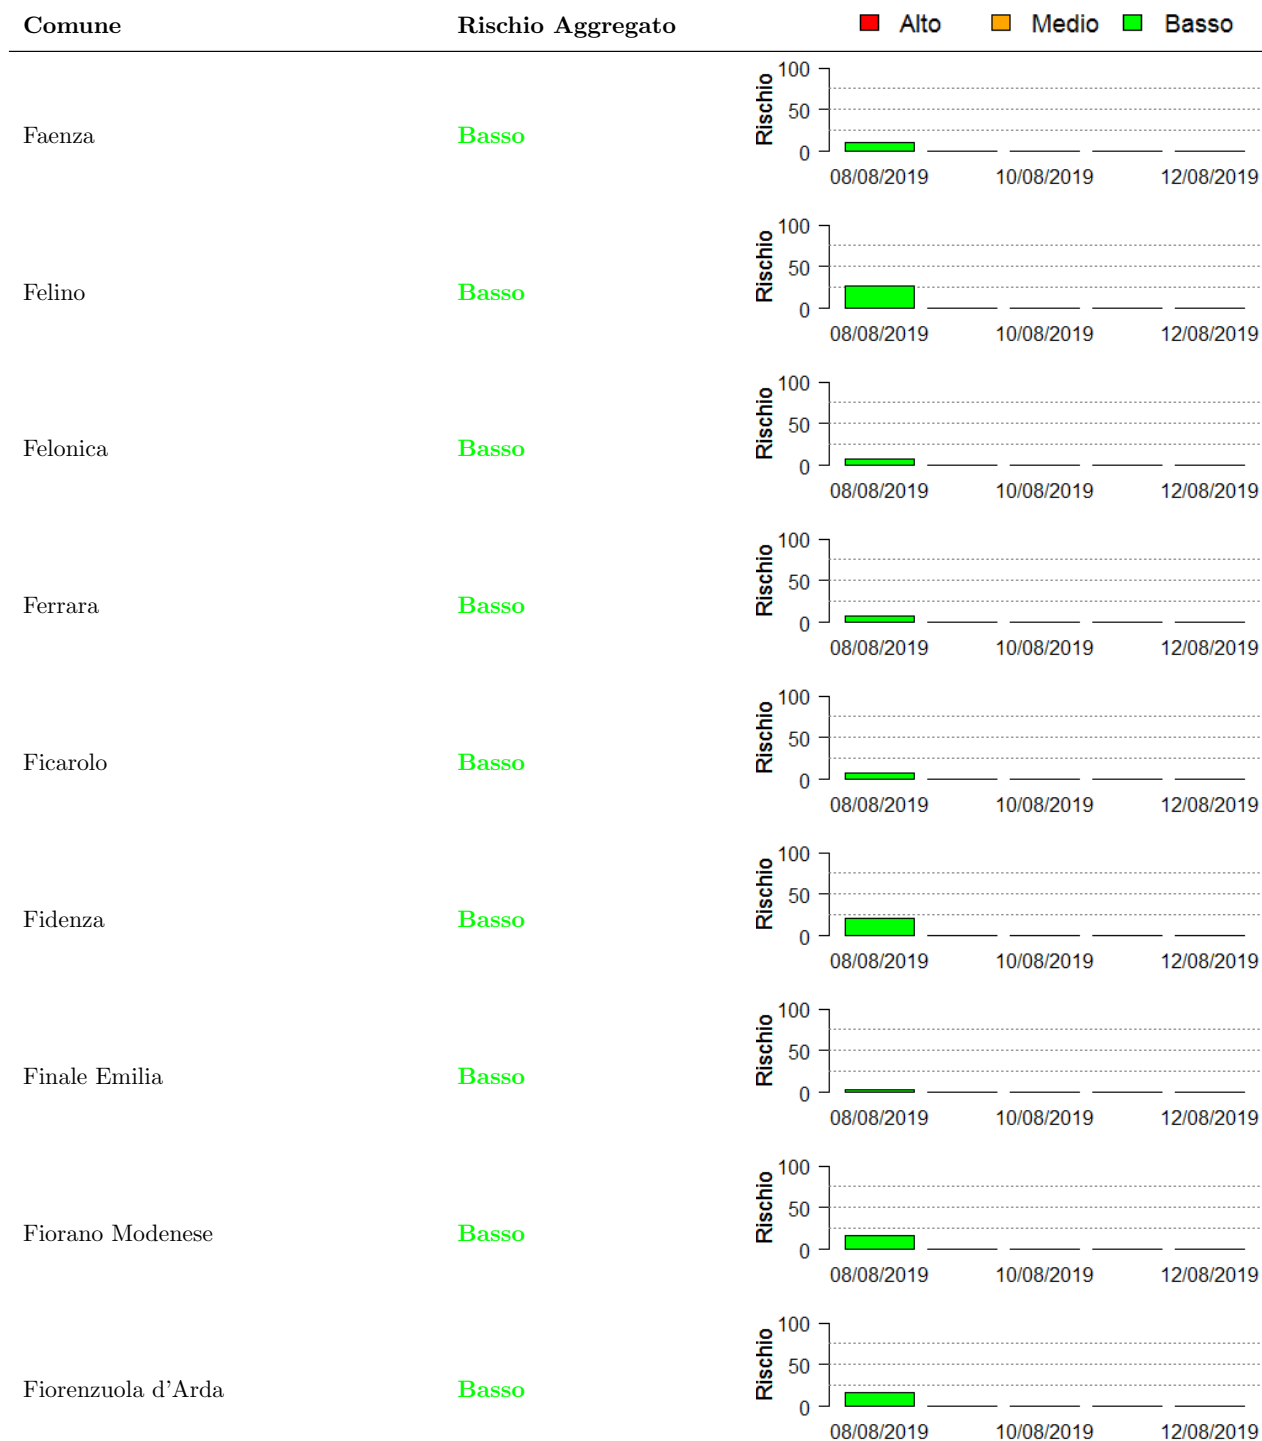 Comune Rischio Aggregato Alto Medio Basso
Faenza Basso
Rischio
100
50
0
08/08/2019 10/08/2019 12/08/2019
Felino Basso
Rischio
100
50
0
08/08/2019 10/08/2019 12/08/2019
Felonica Basso
Rischio
100
50
0
08/08/2019 10/08/2019 12/08/2019
Ferrara Basso
Rischio
100
50
0
08/08/2019 10/08/2019 12/08/2019
Ficarolo Basso
Rischio
100
50
0
08/08/2019 10/08/2019 12/08/2019
Fidenza Basso
Rischio
100
50
0
08/08/2019 10/08/2019 12/08/2019
Finale Emilia Basso
Rischio
100
50
0
08/08/2019 10/08/2019 12/08/2019
Fiorano Modenese Basso
Rischio
100
50
0
08/08/2019 10/08/2019 12/08/2019
Fiorenzuola d'Arda Basso
Rischio
100
50
0
08/08/2019 10/08/2019 12/08/2019